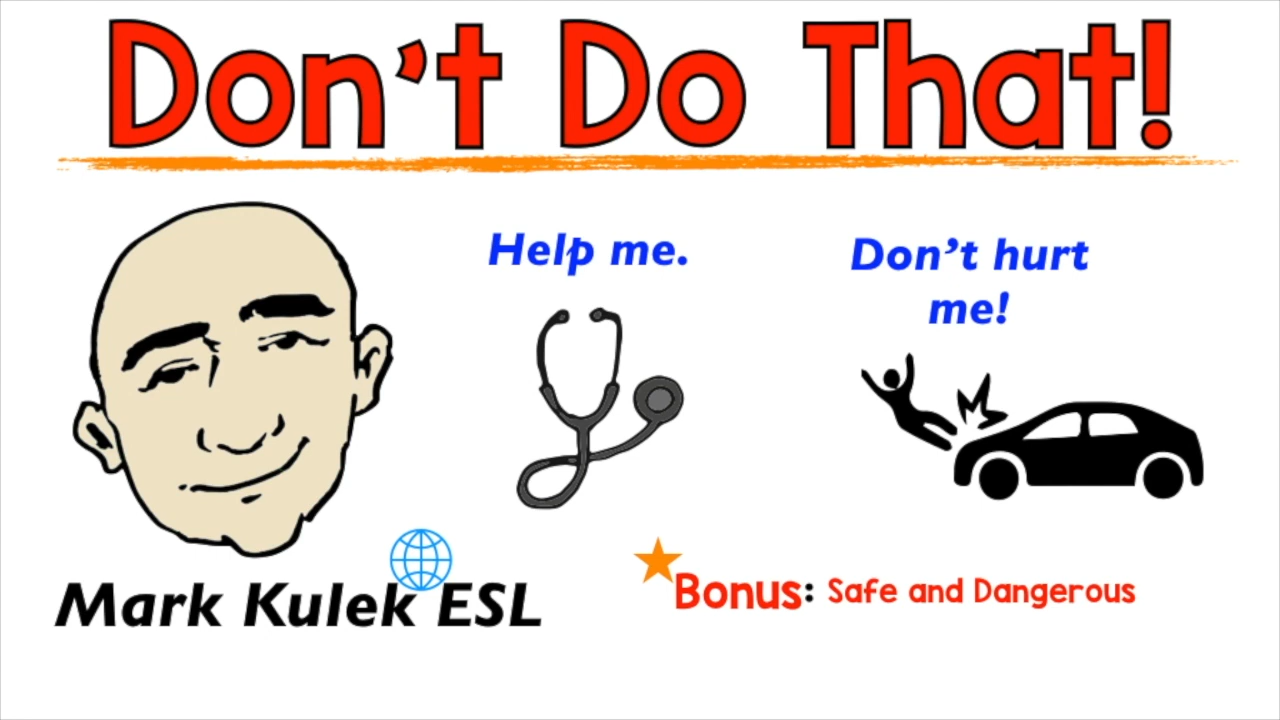 Don't Do That!
Help me.
Don't hurt
me!
Mark Kulek ESL
Bonus: Safe and Dangerous